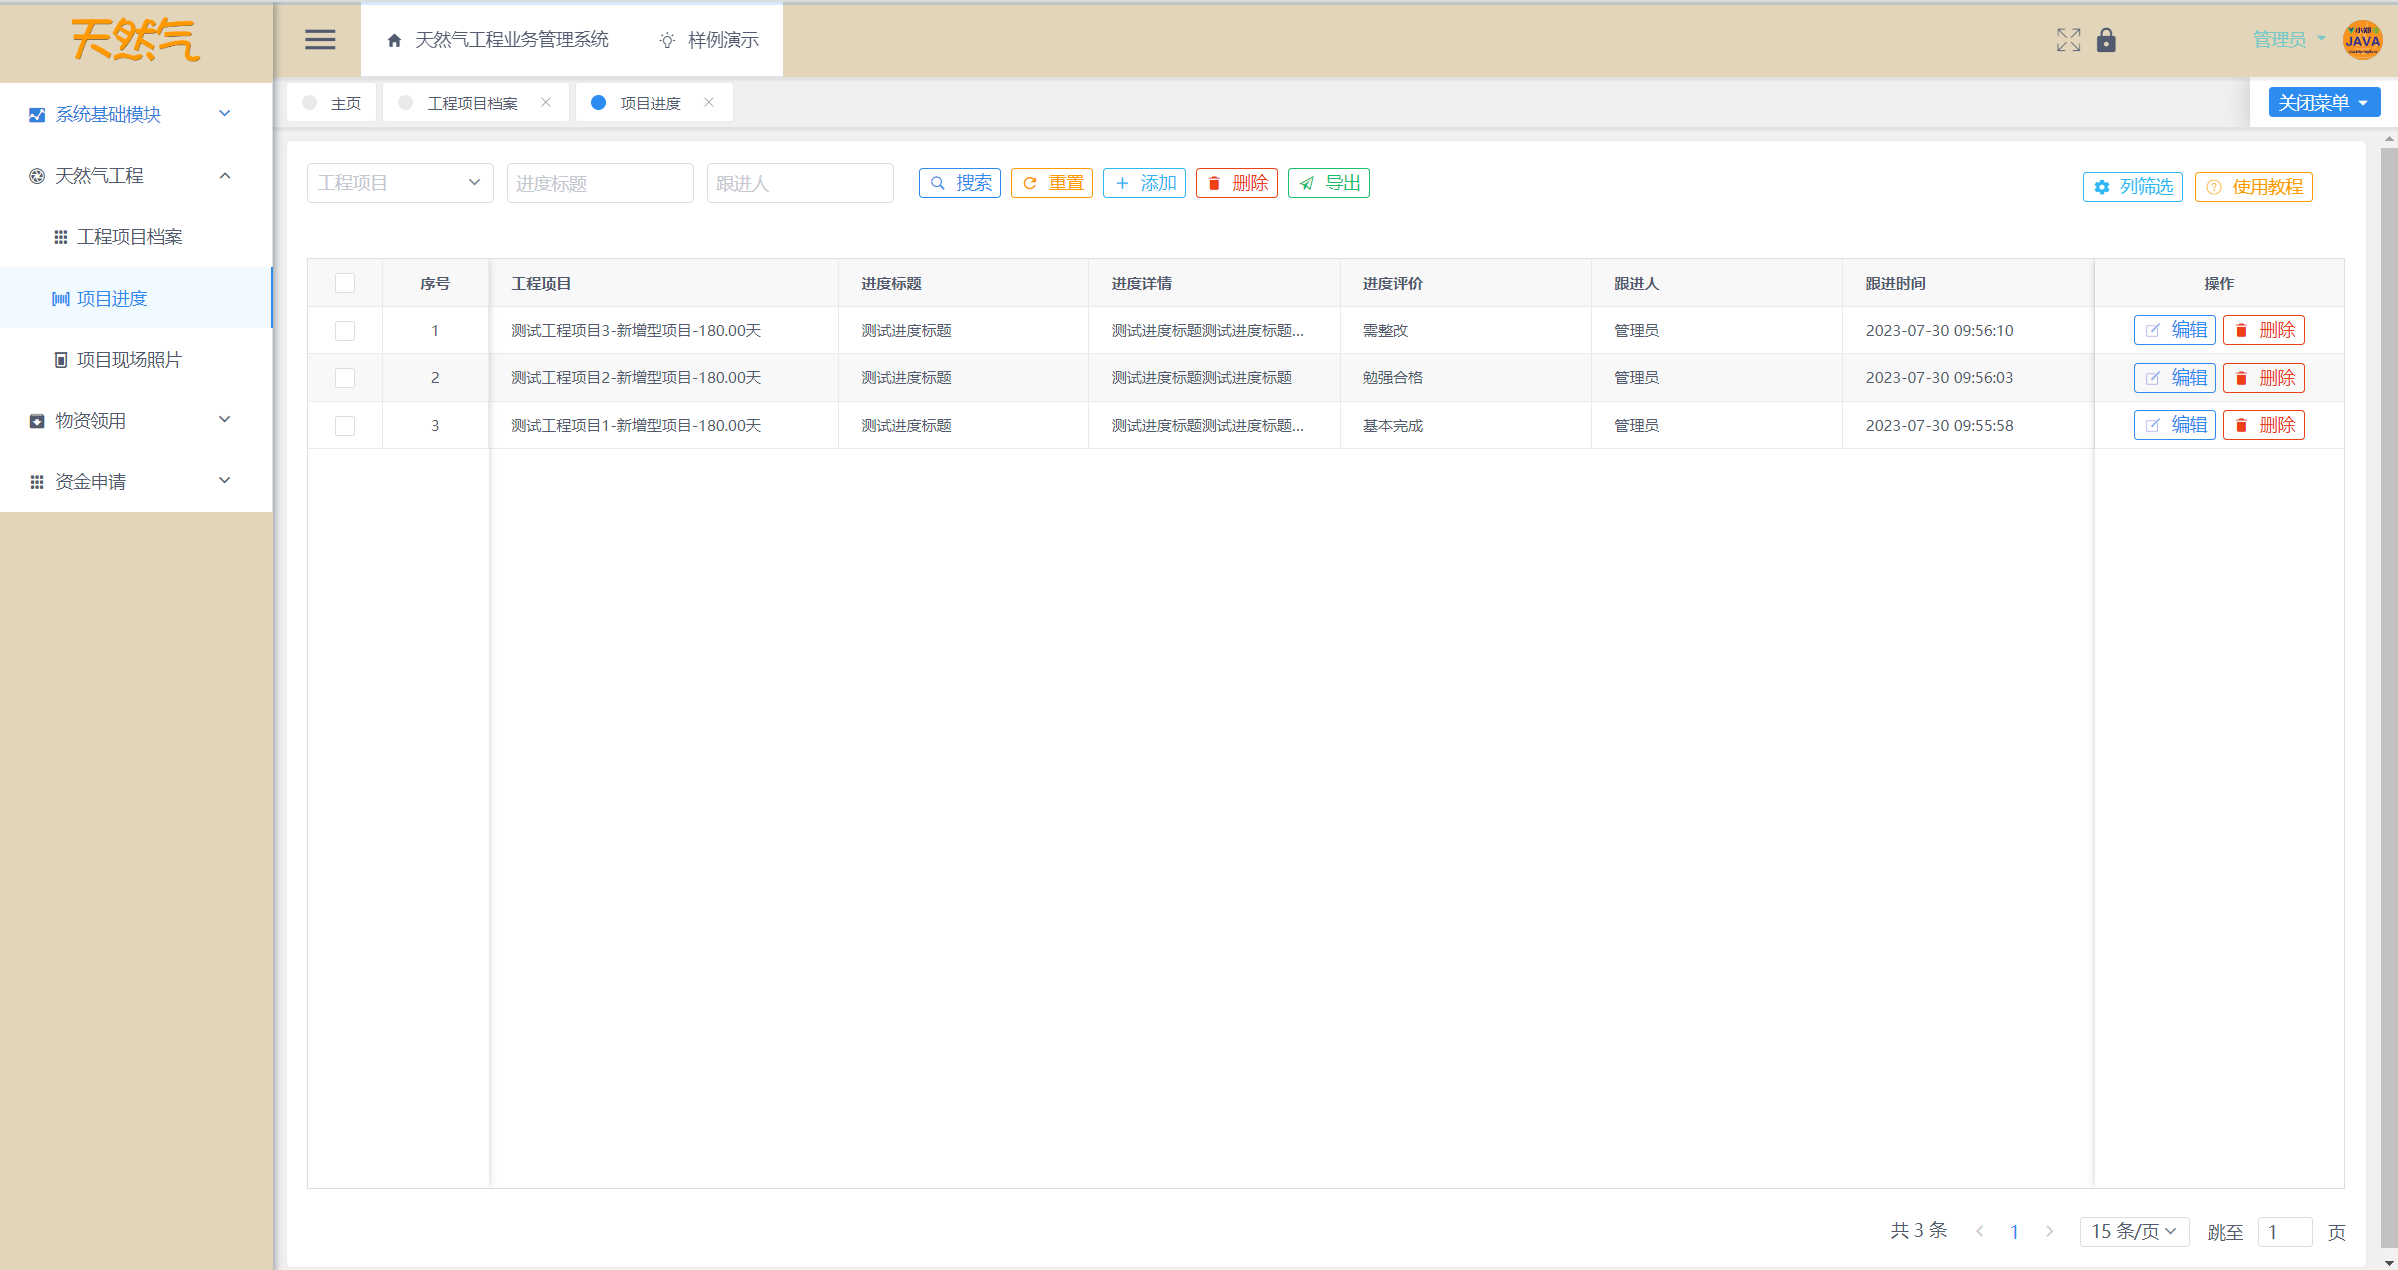 天然气
天然气工程业务管理系统 样例演示
管理员
小知
JAVA
系统基础模块
天然气工程
工程项目档案
项目进度
项目现场照片
物资领用
资金申请
主页 工程项目档案 项目进度
关闭菜单
工程项目 进度标题 跟进人 搜索 重置 添加 删除 导出 列筛选 使用教程
序号 工程项目 进度标题 进度详情 进度评价 跟进人 跟进时间 操作
1 测试工程项目3-新增型项目-180.00天 测试进度标题 测试进度标题测试进度标题... 需整改 管理员 2023-07-30 09:56:10 编辑 删除
2 测试工程项目2-新增型项目-180.00天 测试进度标题 测试进度标题测试进度标题 勉强合格 管理员 2023-07-30 09:56:03 编辑 删除
3 测试工程项目1-新增型项目-180.00天 测试进度标题 测试进度标题测试进度标题... 基本完成 管理员 2023-07-30 09:55:58 编辑 删除
共 3 条 1 15 条/页 跳至 1 页